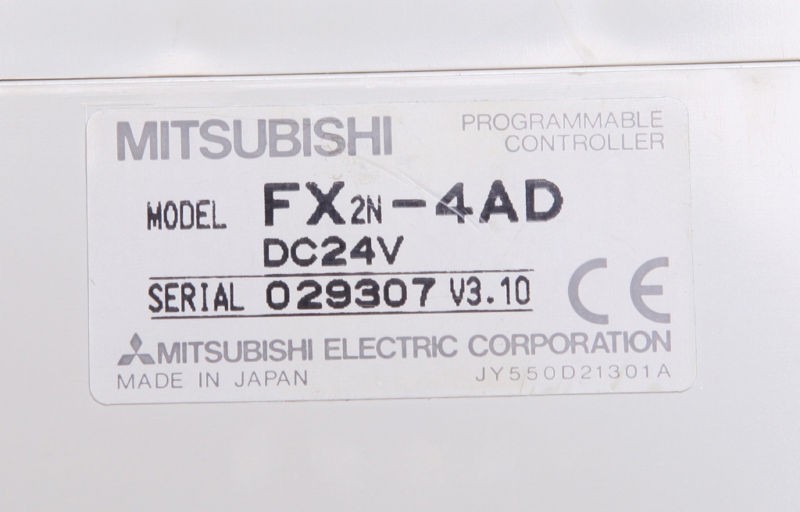 MITSUBISHI PROGRAMMABLE CONTROLLER
MODEL FX2N-4AD
DC24V
SERIAL 029307 V3.10
CE
MITSUBISHI ELECTRIC CORPORATION
MADE IN JAPAN JY550D21301A